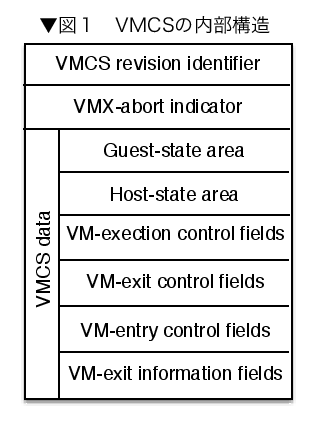 ▼図1 VMCSの内部構造
VMCS revision identifier
VMX-abort indicator
VMCS data
Guest-state area
Host-state area
VM-exection control fields
VM-exit control fields
VM-entry control fields
VM-exit information fields